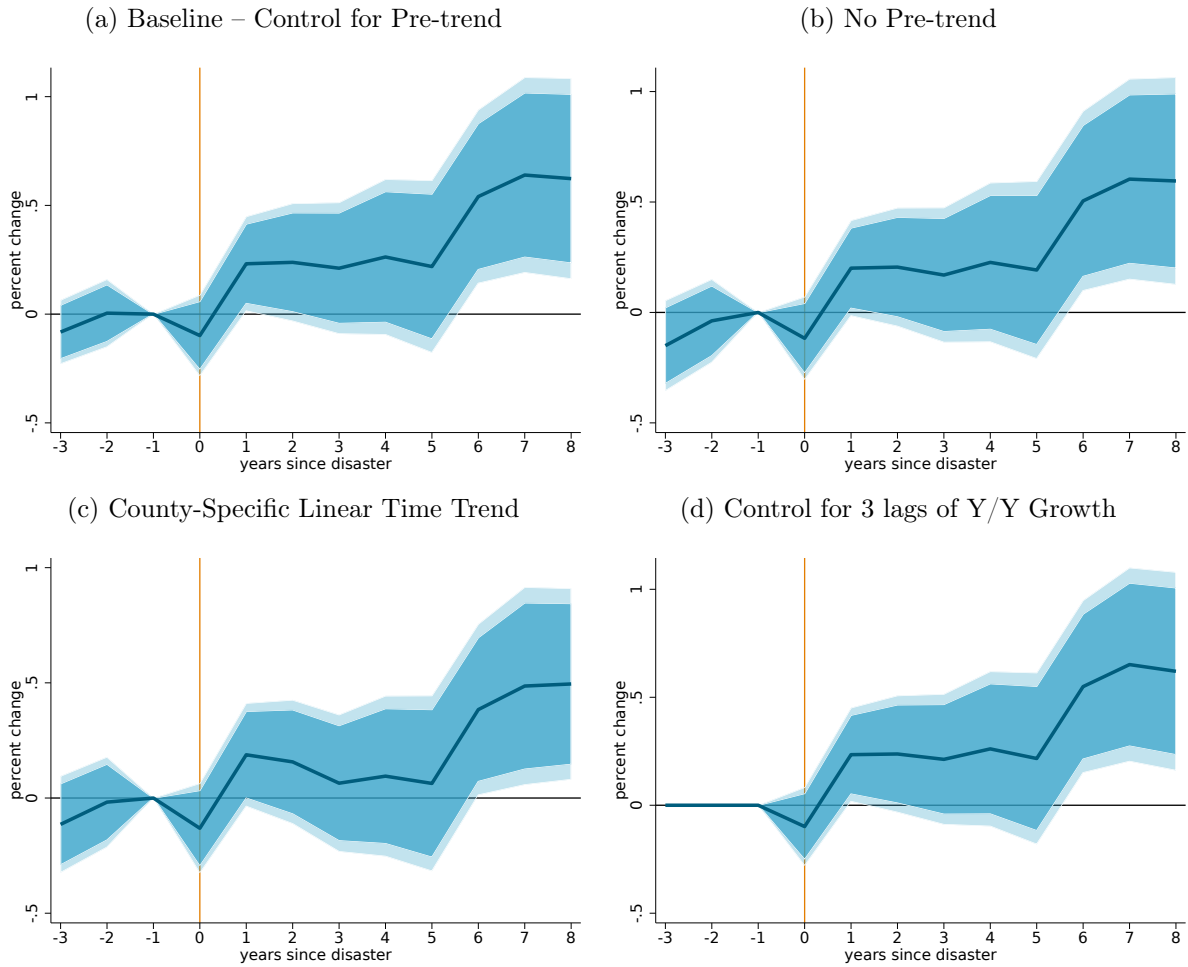 (a) Baseline – Control for Pre-trend
percent change
1
.5
0
-.5
-3 -2 -1 0 1 2 3 4 5 6 7 8
years since disaster
(b) No Pre-trend
percent change
1
.5
0
-.5
-3 -2 -1 0 1 2 3 4 5 6 7 8
years since disaster
(c) County-Specific Linear Time Trend
percent change
1
.5
0
-.5
-3 -2 -1 0 1 2 3 4 5 6 7 8
years since disaster
(d) Control for 3 lags of Y/Y Growth
percent change
1
.5
0
-.5
-3 -2 -1 0 1 2 3 4 5 6 7 8
years since disaster